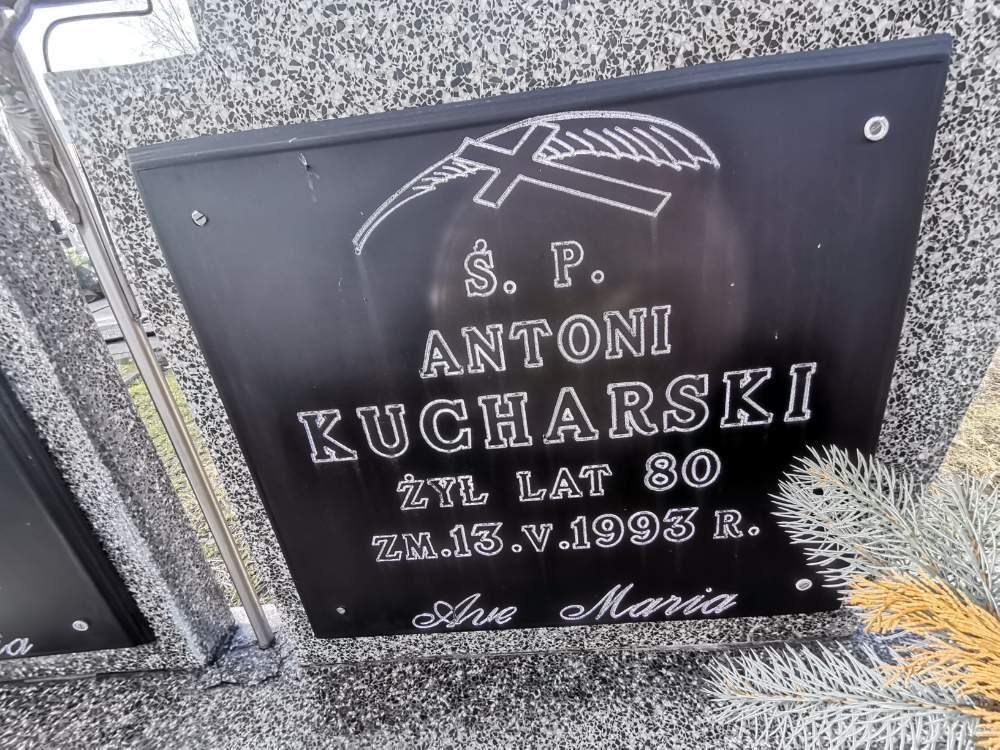 Ś. P.
ANTONI
KUCHARSKI
ŻYŁ LAT 80
ZM.13.V.1993 R.
Ave Maria